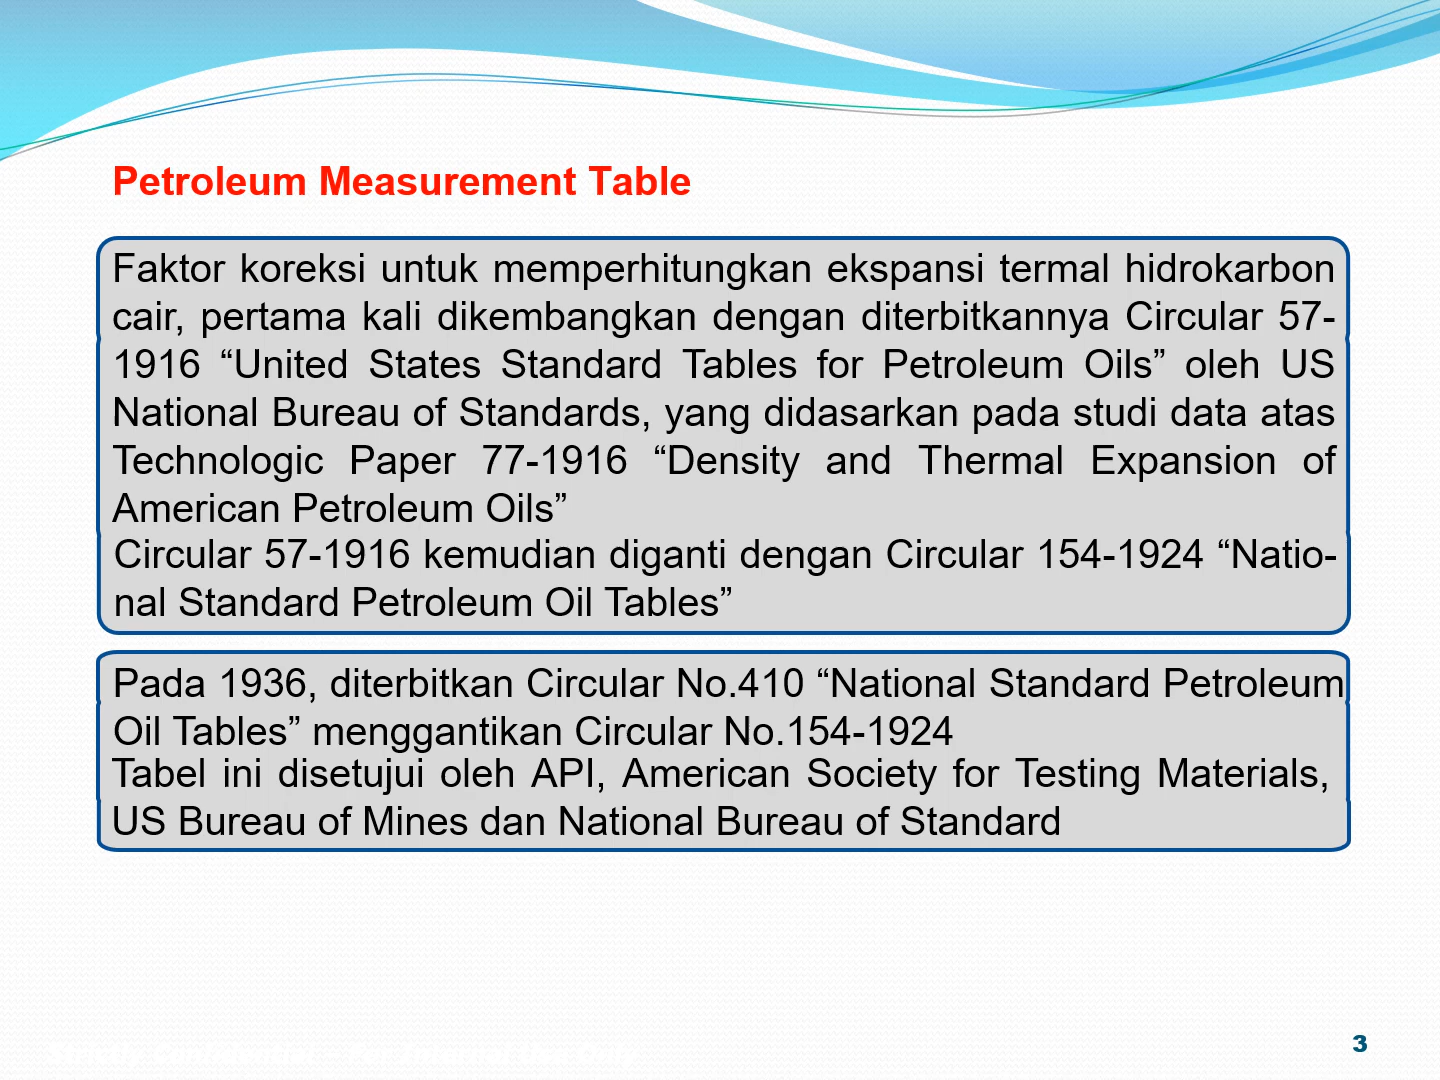 Petroleum Measurement Table
Faktor koreksi untuk memperhitungkan ekspansi termal hidrokarbon
cair, pertama kali dikembangkan dengan diterbitkannya Circular 57-
1916 “United States Standard Tables for Petroleum Oils” oleh US
National Bureau of Standards, yang didasarkan pada studi data atas
Technologic Paper 77-1916 “Density and Thermal Expansion of
American Petroleum Oils”
Circular 57-1916 kemudian diganti dengan Circular 154-1924 “Natio-
nal Standard Petroleum Oil Tables”
Pada 1936, diterbitkan Circular No.410 “National Standard Petroleum
Oil Tables” menggantikan Circular No.154-1924
Tabel ini disetujui oleh API, American Society for Testing Materials,
US Bureau of Mines dan National Bureau of Standard
3